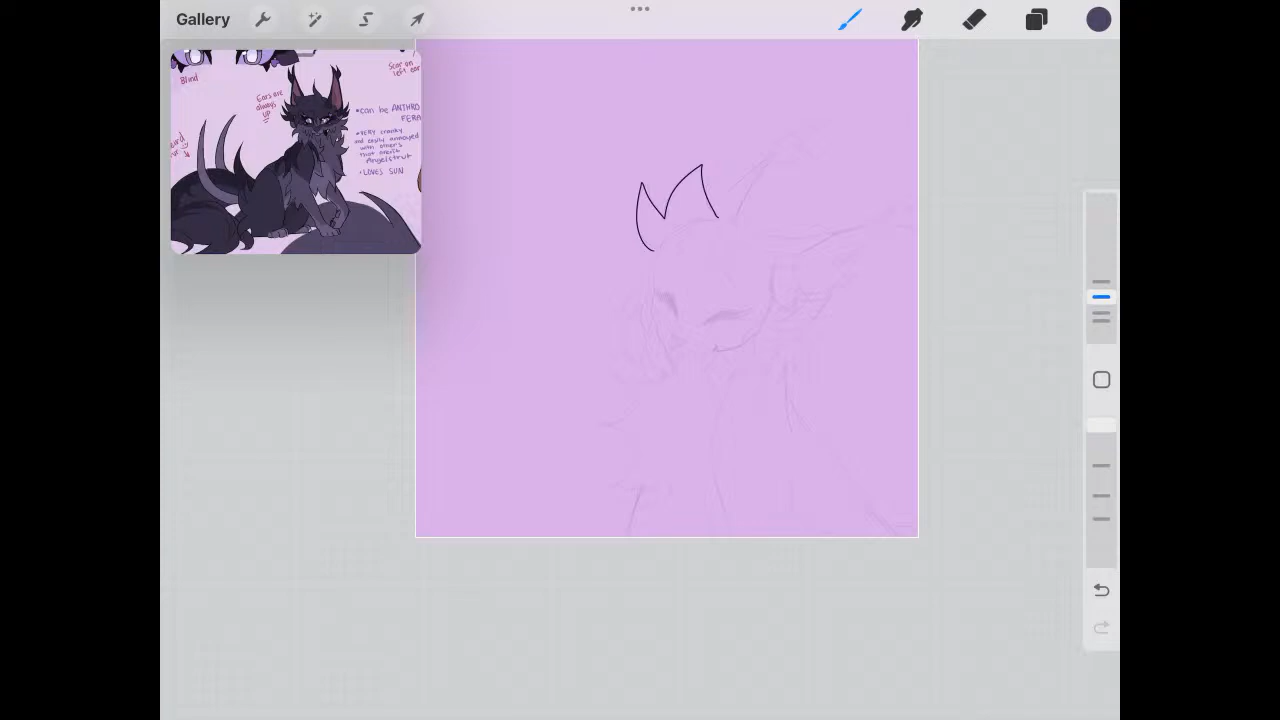 Gallery
Blind
Scar on
left ear
Ears are
always
UP
•can be ANTHRO
FERA
•VERY cranky
and easily annoyed
with others
that aren't
Angelstrut
•LOVES SUN